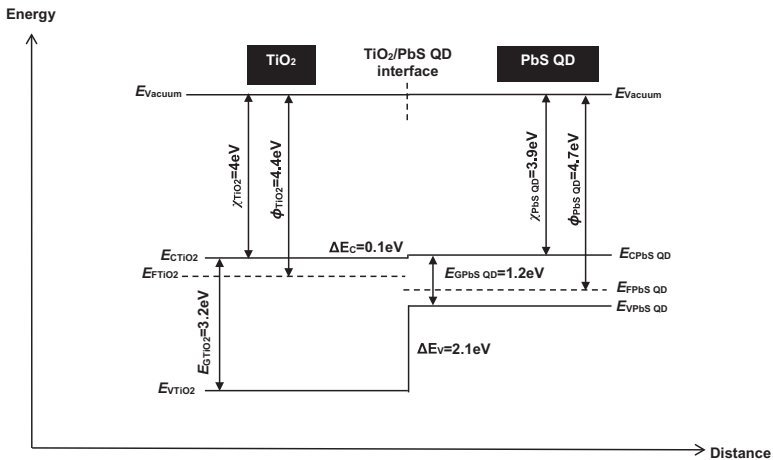 Energy
TiO2
TiO2/PbS QD
interface
PbS QD
EVacuum
EVacuum
χTiO2=4eV
ϕTiO2=4.4eV
χPbS QD=3.9eV
ϕPbS QD=4.7eV
ECTiO2
ΔEC=0.1eV
ECPbS QD
EFTiO2
EGPbS QD=1.2eV
EFPbS QD
EVPbS QD
EGTiO2=3.2eV
ΔEV=2.1eV
EVTiO2
Distance